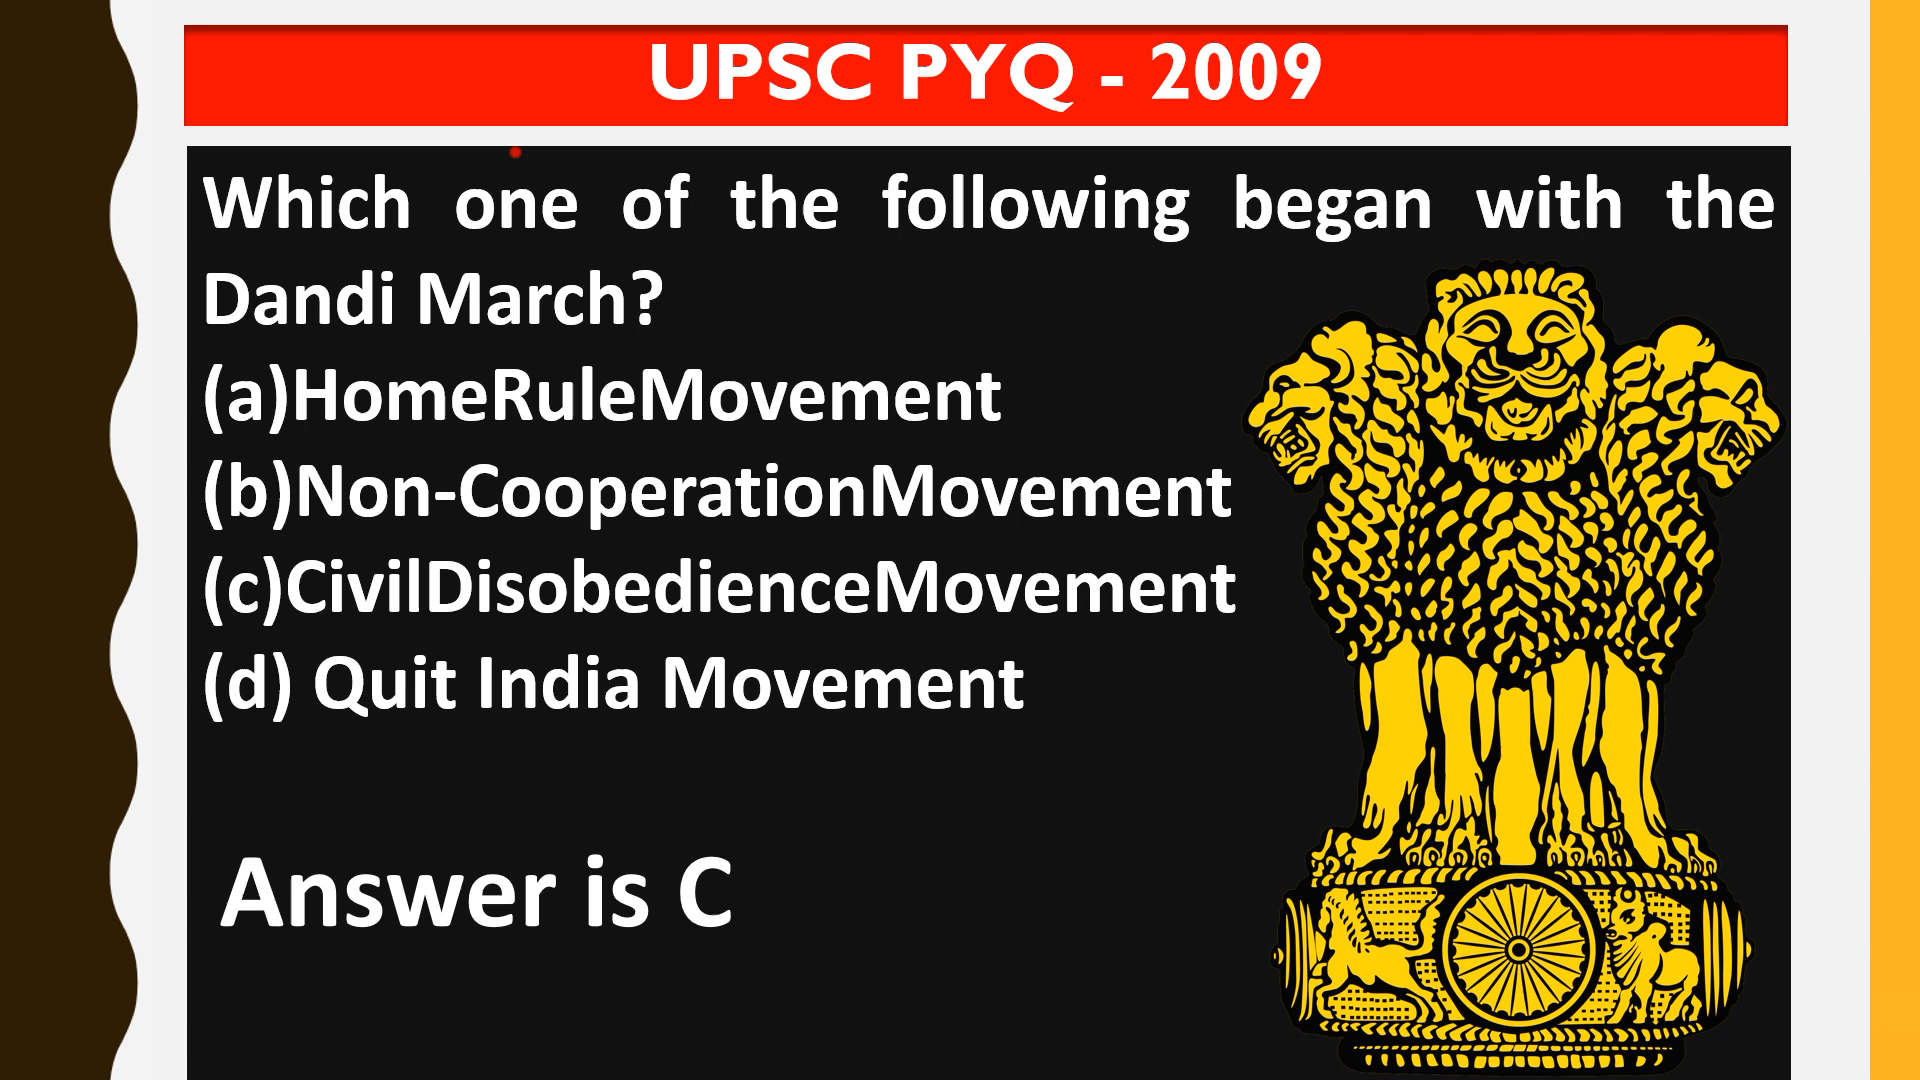 UPSC PYQ - 2009
Which one of the following began with the
Dandi March?
(a)HomeRuleMovement
(b)Non-CooperationMovement
(c)CivilDisobedienceMovement
(d) Quit India Movement
Answer is C